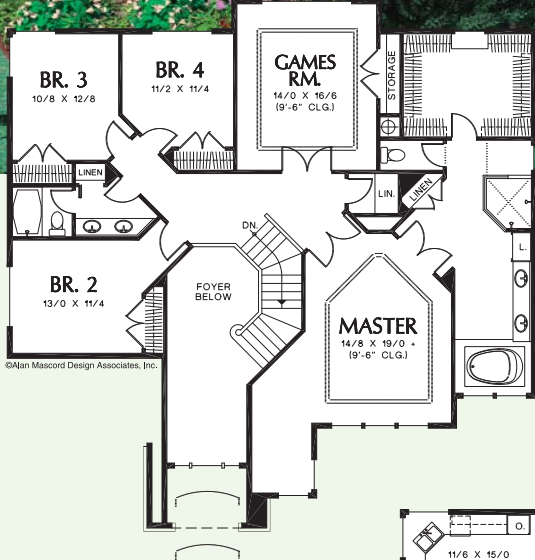 BR. 3
10/8 X 12/8
BR. 4
11/2 X 11/4
GAMES
RM.
14/0 X 16/6
(9'-6" CLG.)
STORAGE
LINEN
LIN.
LINEN
DN.
L.
BR. 2
13/0 X 11/4
FOYER
BELOW
MASTER
14/8 X 19/0 +
(9'-6" CLG.)
©Alan Mascord Design Associates, Inc.
O.
11/6 X 15/0